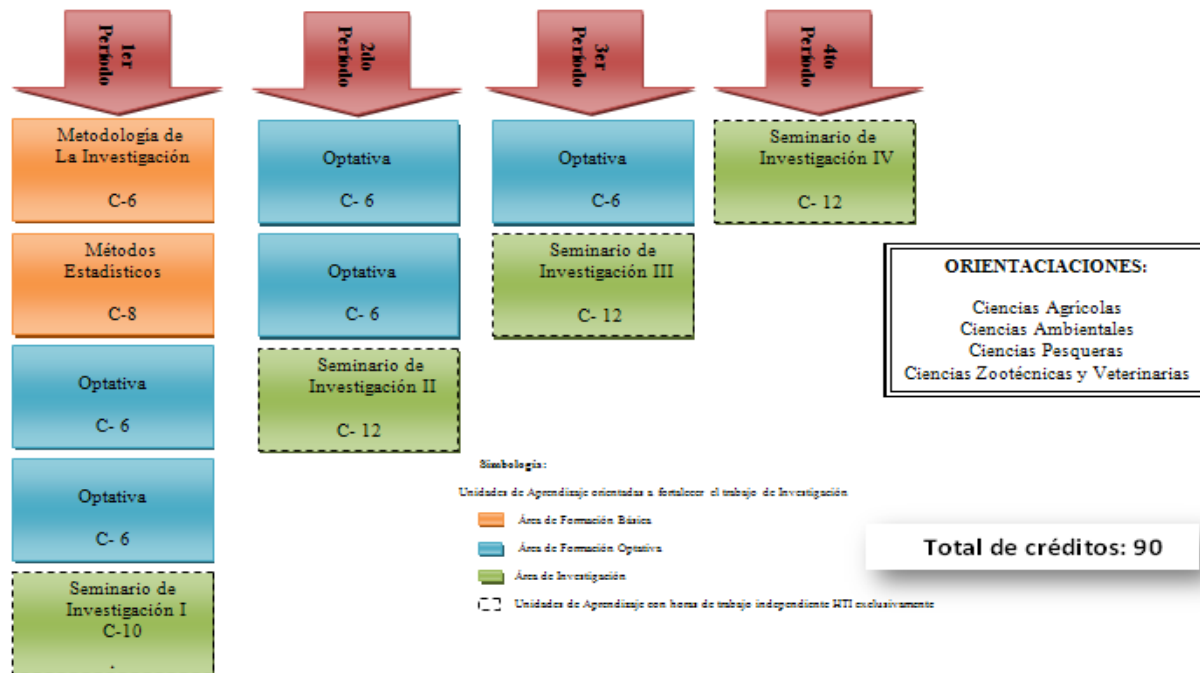 1er
Período
2do
Período
3er
Período
4to
Período
Metodología de
La Investigación
C-6
Métodos
Estadísticos
C-8
Optativa
C- 6
Optativa
C- 6
Seminario de
Investigación I
C-10
.
Optativa
C- 6
Optativa
C- 6
Seminario de
Investigación II
C- 12
Optativa
C-6
Seminario de
Investigación III
C- 12
Seminario de
Investigación IV
C- 12
ORIENTACIACIONES:
Ciencias Agrícolas
Ciencias Ambientales
Ciencias Pesqueras
Ciencias Zootécnicas y Veterinarias
Simbología:
Unidades de Aprendizaje orientadas a fortalecer el trabajo de Investigación
Área de Formación Básica
Área de Formación Optativa
Área de Investigación
Unidades de Aprendizaje con horas de trabajo independiente HTI exclusivamente
Total de créditos: 90